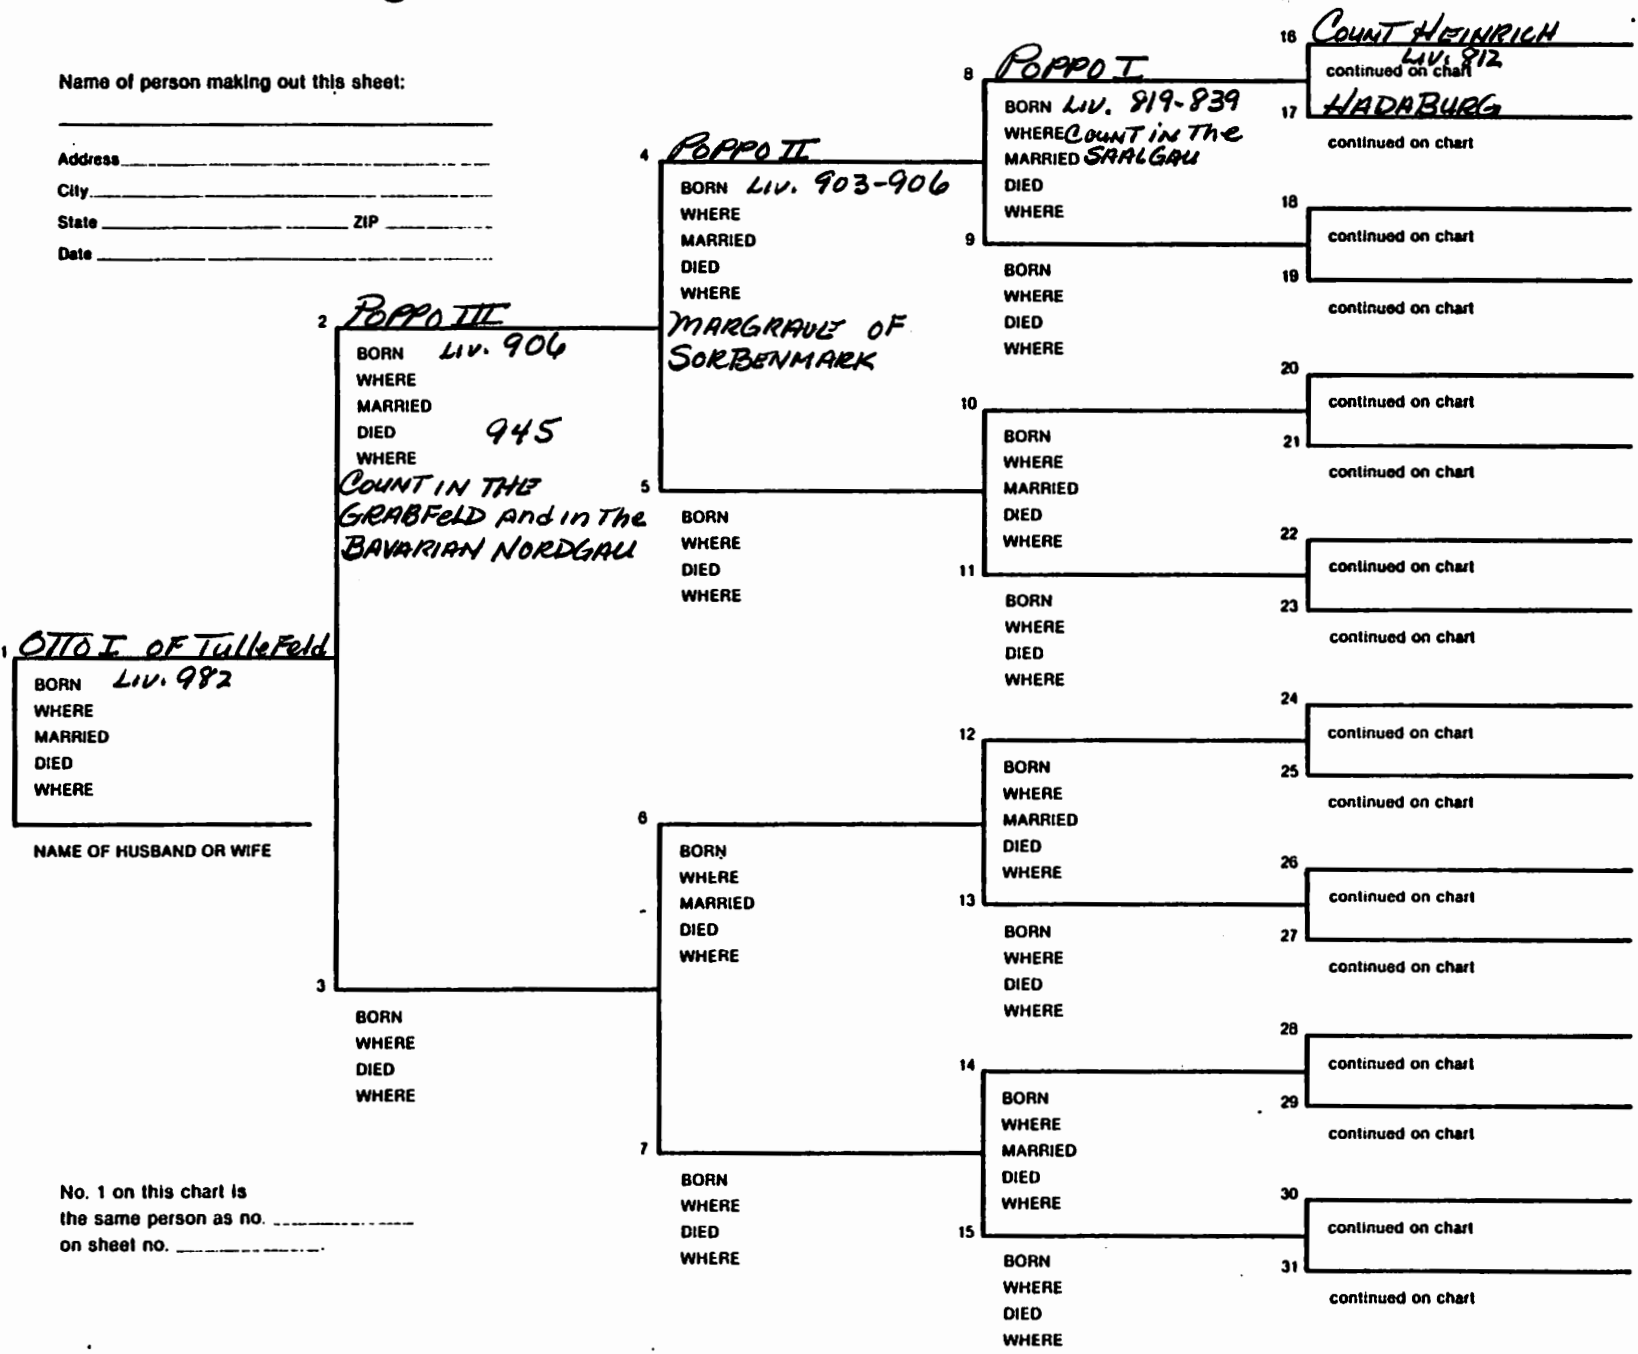 Name of person making out this sheet:
Address
City
State ZIP
Date
1 OTTO I OF TulleFeld
BORN Liv. 982
WHERE
MARRIED
DIED
WHERE
NAME OF HUSBAND OR WIFE
No. 1 on this chart is
the same person as no.
on sheet no.
2 POPPO III
BORN Liv. 906
WHERE
MARRIED
DIED 945
WHERE
COUNT IN THE
GRABFELD And in The
BAVARIAN NORDGAU
3
BORN
WHERE
DIED
WHERE
4 POPPO II
BORN Liv. 903-906
WHERE
MARRIED
DIED
WHERE
MARGRAVE OF
SORBENMARK
5
BORN
WHERE
DIED
WHERE
6
BORN
WHERE
MARRIED
DIED
WHERE
7
BORN
WHERE
DIED
WHERE
8 POPPO I
BORN Liv. 819-839
WHERE COUNT in The
MARRIED SAALGAU
DIED
WHERE
9
BORN
WHERE
DIED
WHERE
10
BORN
WHERE
MARRIED
DIED
WHERE
11
BORN
WHERE
DIED
WHERE
12
BORN
WHERE
MARRIED
DIED
WHERE
13
BORN
WHERE
DIED
WHERE
14
BORN
WHERE
MARRIED
DIED
WHERE
15
BORN
WHERE
DIED
WHERE
16 COUNT HEINRICH
Liv. 812
continued on chart
17 HADABURG
continued on chart
18
continued on chart
19
continued on chart
20
continued on chart
21
continued on chart
22
continued on chart
23
continued on chart
24
continued on chart
25
continued on chart
26
continued on chart
27
continued on chart
28
continued on chart
29
continued on chart
30
continued on chart
31
continued on chart